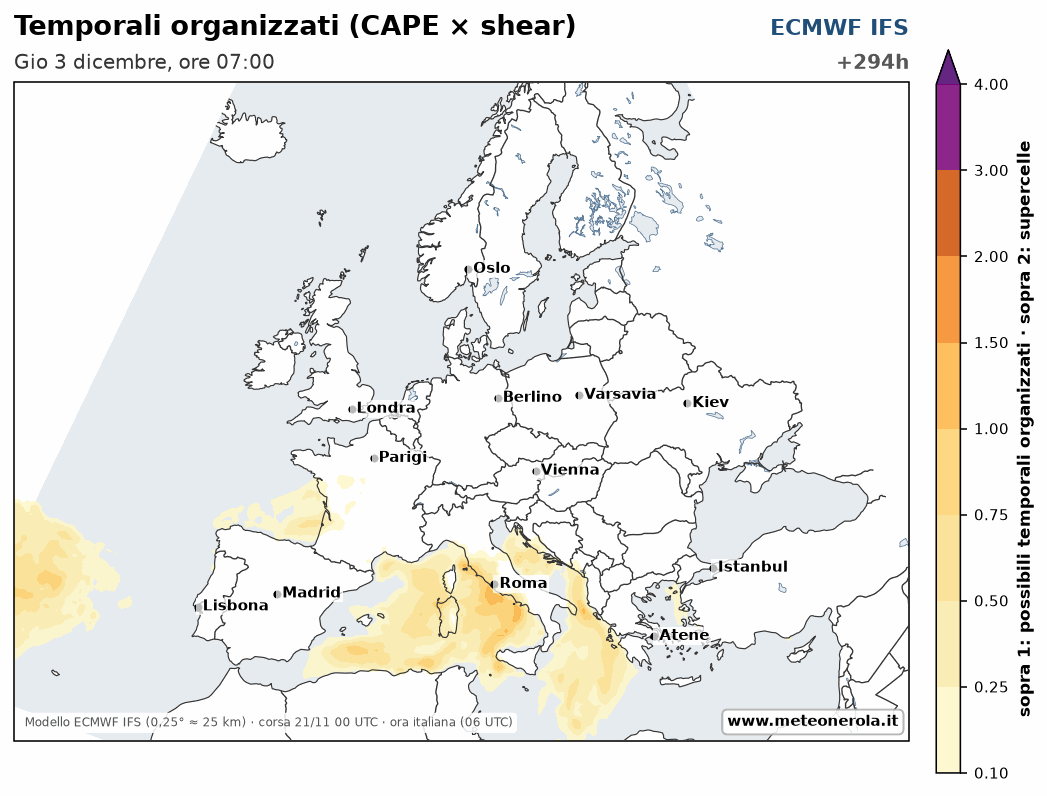 Temporali organizzati (CAPE × shear)
ECMWF IFS
Gio 3 dicembre, ore 07:00
+294h
Oslo
Londra
Berlino
Varsavia
Kiev
Parigi
Vienna
Madrid
Roma
Istanbul
Lisbona
Atene
Modello ECMWF IFS (0,25° ≈ 25 km) · corsa 21/11 00 UTC · ora italiana (06 UTC)
www.meteonerola.it
4.00
3.00
2.00
1.50
1.00
0.75
0.50
0.25
0.10
sopra 1: possibili temporali organizzati · sopra 2: supercelle